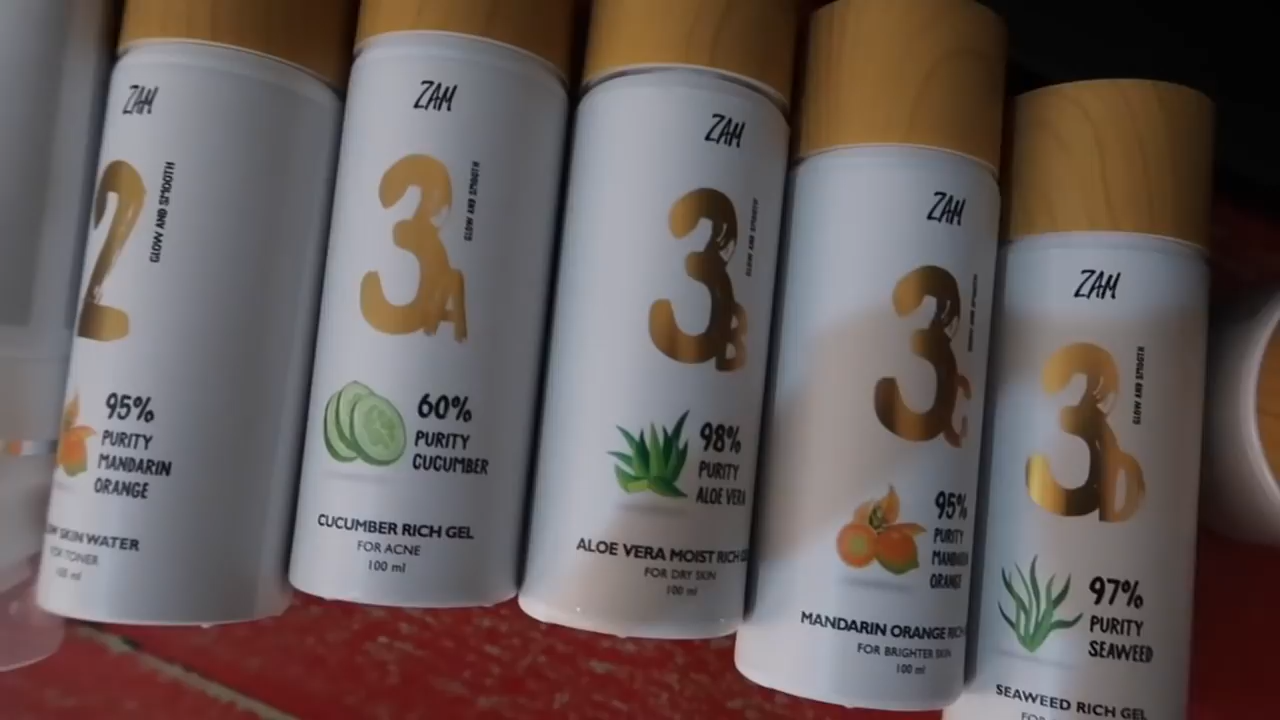 ZAM
2
GLOW AND SMOOTH
95%
PURITY
MANDARIN
ORANGE
SKIN WATER
TONER
100 ml
ZAM
3A
GLOW AND SMOOTH
60%
PURITY
CUCUMBER
CUCUMBER RICH GEL
FOR ACNE
100 ml
ZAM
3B
GLOW AND SMOOTH
98%
PURITY
ALOE VERA
ALOE VERA MOIST RICH
FOR DRY SKIN
100 ml
ZAM
3C
95%
PURITY
MANDARIN
ORANGE
MANDARIN ORANGE RICH
FOR BRIGHTER SKIN
100 ml
ZAM
3D
GLOW AND SMOOTH
97%
PURITY
SEAWEED
SEAWEED RICH GEL
FOR